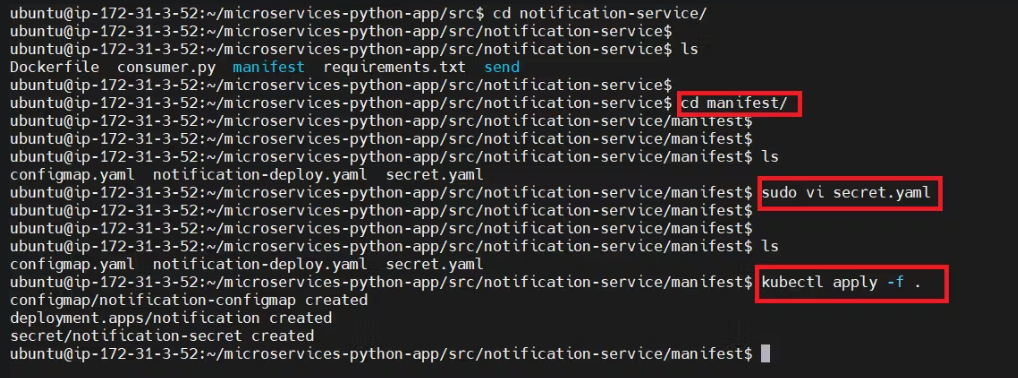 ubuntu@ip-172-31-3-52:~/microservices-python-app/src$ cd notification-service/
ubuntu@ip-172-31-3-52:~/microservices-python-app/src/notification-service$
ubuntu@ip-172-31-3-52:~/microservices-python-app/src/notification-service$ ls
Dockerfile  consumer.py  manifest  requirements.txt  send
ubuntu@ip-172-31-3-52:~/microservices-python-app/src/notification-service$
ubuntu@ip-172-31-3-52:~/microservices-python-app/src/notification-service$ cd manifest/
ubuntu@ip-172-31-3-52:~/microservices-python-app/src/notification-service/manifest$
ubuntu@ip-172-31-3-52:~/microservices-python-app/src/notification-service/manifest$
ubuntu@ip-172-31-3-52:~/microservices-python-app/src/notification-service/manifest$ ls
configmap.yaml  notification-deploy.yaml  secret.yaml
ubuntu@ip-172-31-3-52:~/microservices-python-app/src/notification-service/manifest$ sudo vi secret.yaml
ubuntu@ip-172-31-3-52:~/microservices-python-app/src/notification-service/manifest$
ubuntu@ip-172-31-3-52:~/microservices-python-app/src/notification-service/manifest$
ubuntu@ip-172-31-3-52:~/microservices-python-app/src/notification-service/manifest$ ls
configmap.yaml  notification-deploy.yaml  secret.yaml
ubuntu@ip-172-31-3-52:~/microservices-python-app/src/notification-service/manifest$ kubectl apply -f .
configmap/notification-configmap created
deployment.apps/notification created
secret/notification-secret created
ubuntu@ip-172-31-3-52:~/microservices-python-app/src/notification-service/manifest$